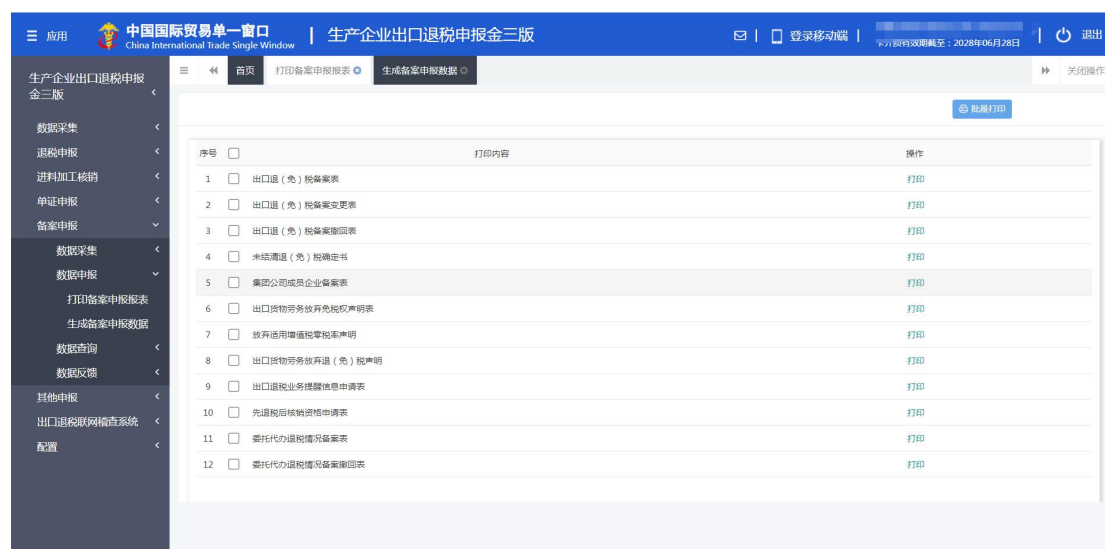 应用
中国国际贸易单一窗口
China International Trade Single Window
生产企业出口退税申报金三版
登录移动端
卡介质有效期截至：2028年06月28日
退出
生产企业出口退税申报
金三版
数据采集
退税申报
进料加工核销
单证申报
备案申报
数据采集
数据申报
打印备案申报报表
生成备案申报数据
数据查询
数据反馈
其他申报
出口退税联网稽查系统
配置
首页
打印备案申报报表
生成备案申报数据
关闭操作
批量打印
序号 打印内容 操作
1 出口退（免）税备案表 打印
2 出口退（免）税备案变更表 打印
3 出口退（免）税备案撤回表 打印
4 未结清退（免）税确定书 打印
5 集团公司成员企业备案表 打印
6 出口货物劳务放弃免税权声明表 打印
7 放弃适用增值税零税率声明 打印
8 出口货物劳务放弃退（免）税声明 打印
9 出口退税业务提醒信息申请表 打印
10 先退税后核销资格申请表 打印
11 委托代办退税情况备案表 打印
12 委托代办退税情况备案撤回表 打印